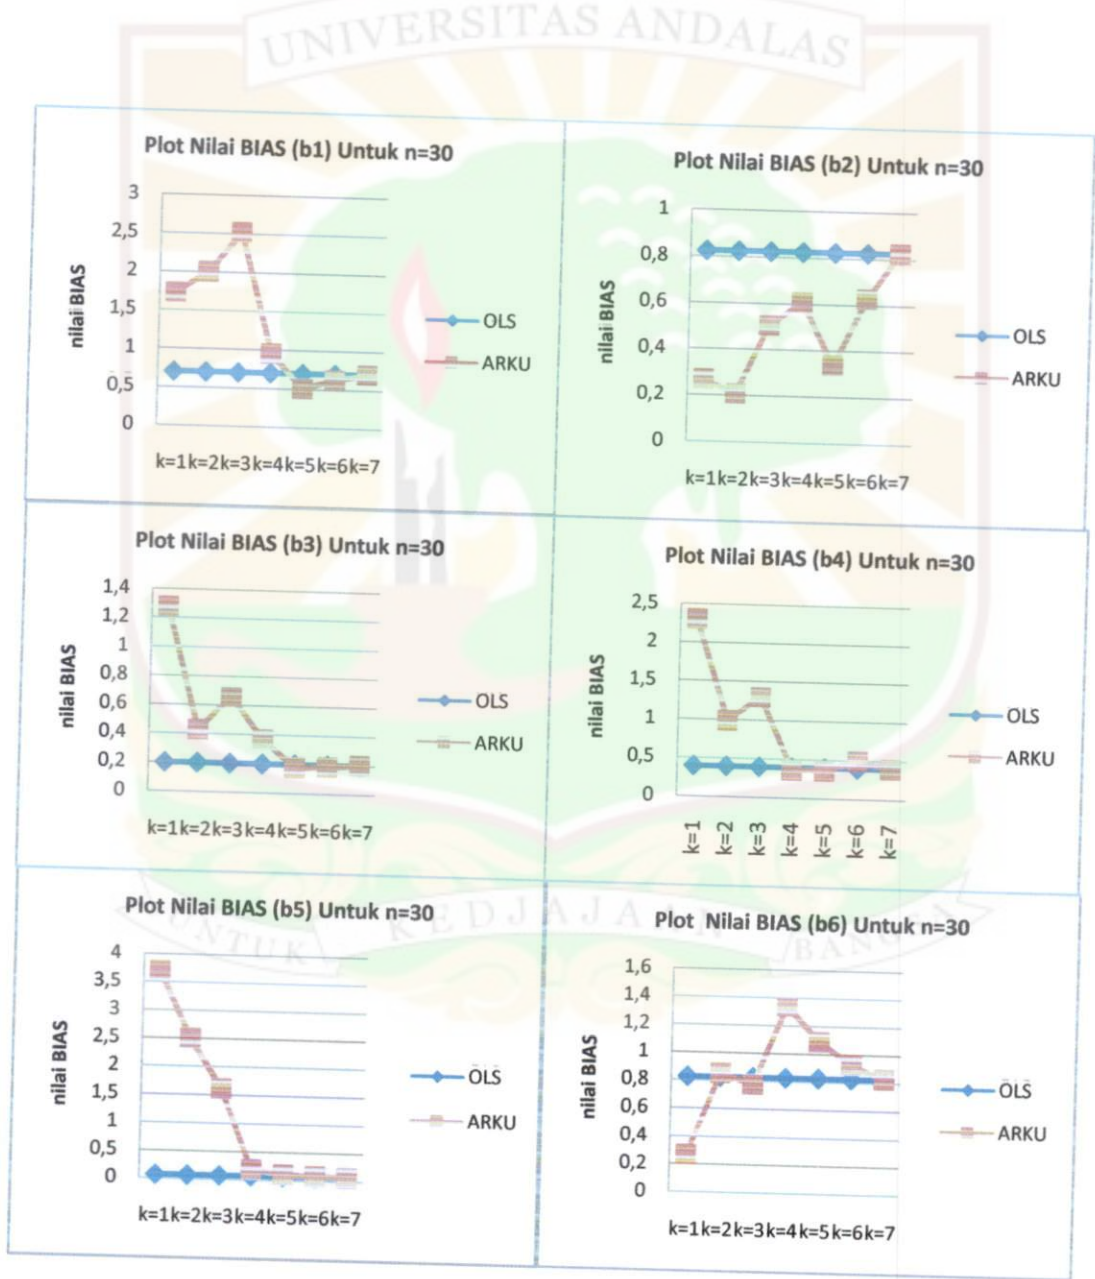 UNIVERSITAS ANDALAS
Plot Nilai BIAS (b1) Untuk n=30
nilai BIAS
3
2,5
2
1,5
1
0,5
0
k=1k=2k=3k=4k=5k=6k=7
OLS
ARKU
Plot Nilai BIAS (b2) Untuk n=30
nilai BIAS
1
0,8
0,6
0,4
0,2
0
k=1k=2k=3k=4k=5k=6k=7
OLS
ARKU
Plot Nilai BIAS (b3) Untuk n=30
nilai BIAS
1,4
1,2
1
0,8
0,6
0,4
0,2
0
k=1k=2k=3k=4k=5k=6k=7
OLS
ARKU
Plot Nilai BIAS (b4) Untuk n=30
nilai BIAS
2,5
2
1,5
1
0,5
0
k=1
k=2
k=3
k=4
k=5
k=6
k=7
OLS
ARKU
UNTUK KEDJAJAAN BANGSA
Plot Nilai BIAS (b5) Untuk n=30
nilai BIAS
4
3,5
3
2,5
2
1,5
1
0,5
0
k=1k=2k=3k=4k=5k=6k=7
OLS
ARKU
Plot Nilai BIAS (b6) Untuk n=30
nilai BIAS
1,6
1,4
1,2
1
0,8
0,6
0,4
0,2
0
k=1k=2k=3k=4k=5k=6k=7
OLS
ARKU